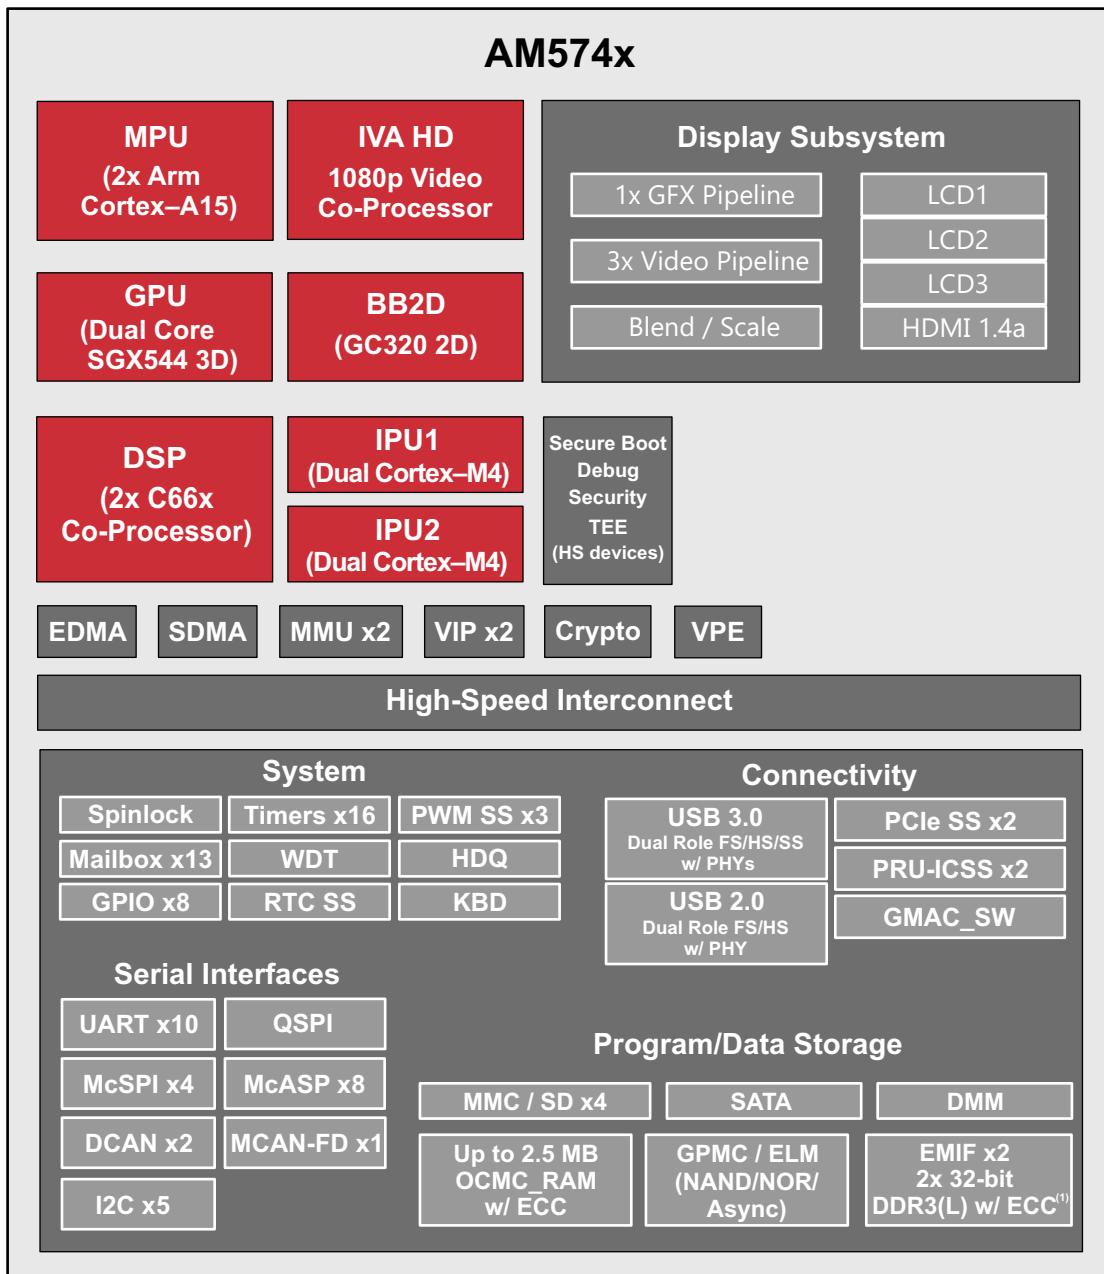 AM574x
MPU
(2x Arm
Cortex–A15)
IVA HD
1080p Video
Co-Processor
Display Subsystem
1x GFX Pipeline
3x Video Pipeline
Blend / Scale
LCD1
LCD2
LCD3
HDMI 1.4a
GPU
(Dual Core
SGX544 3D)
BB2D
(GC320 2D)
DSP
(2x C66x
Co-Processor)
IPU1
(Dual Cortex–M4)
IPU2
(Dual Cortex–M4)
Secure Boot
Debug
Security
TEE
(HS devices)
EDMA
SDMA
MMU x2
VIP x2
Crypto
VPE
High-Speed Interconnect
System
Spinlock
Timers x16
PWM SS x3
Mailbox x13
WDT
HDQ
GPIO x8
RTC SS
KBD
Connectivity
USB 3.0
Dual Role FS/HS/SS
w/ PHYs
USB 2.0
Dual Role FS/HS
w/ PHY
PCIe SS x2
PRU-ICSS x2
GMAC_SW
Serial Interfaces
UART x10
QSPI
McSPI x4
McASP x8
DCAN x2
MCAN-FD x1
I2C x5
Program/Data Storage
MMC / SD x4
SATA
DMM
Up to 2.5 MB
OCMC_RAM
w/ ECC
GPMC / ELM
(NAND/NOR/
Async)
EMIF x2
2x 32-bit
DDR3(L) w/ ECC(1)